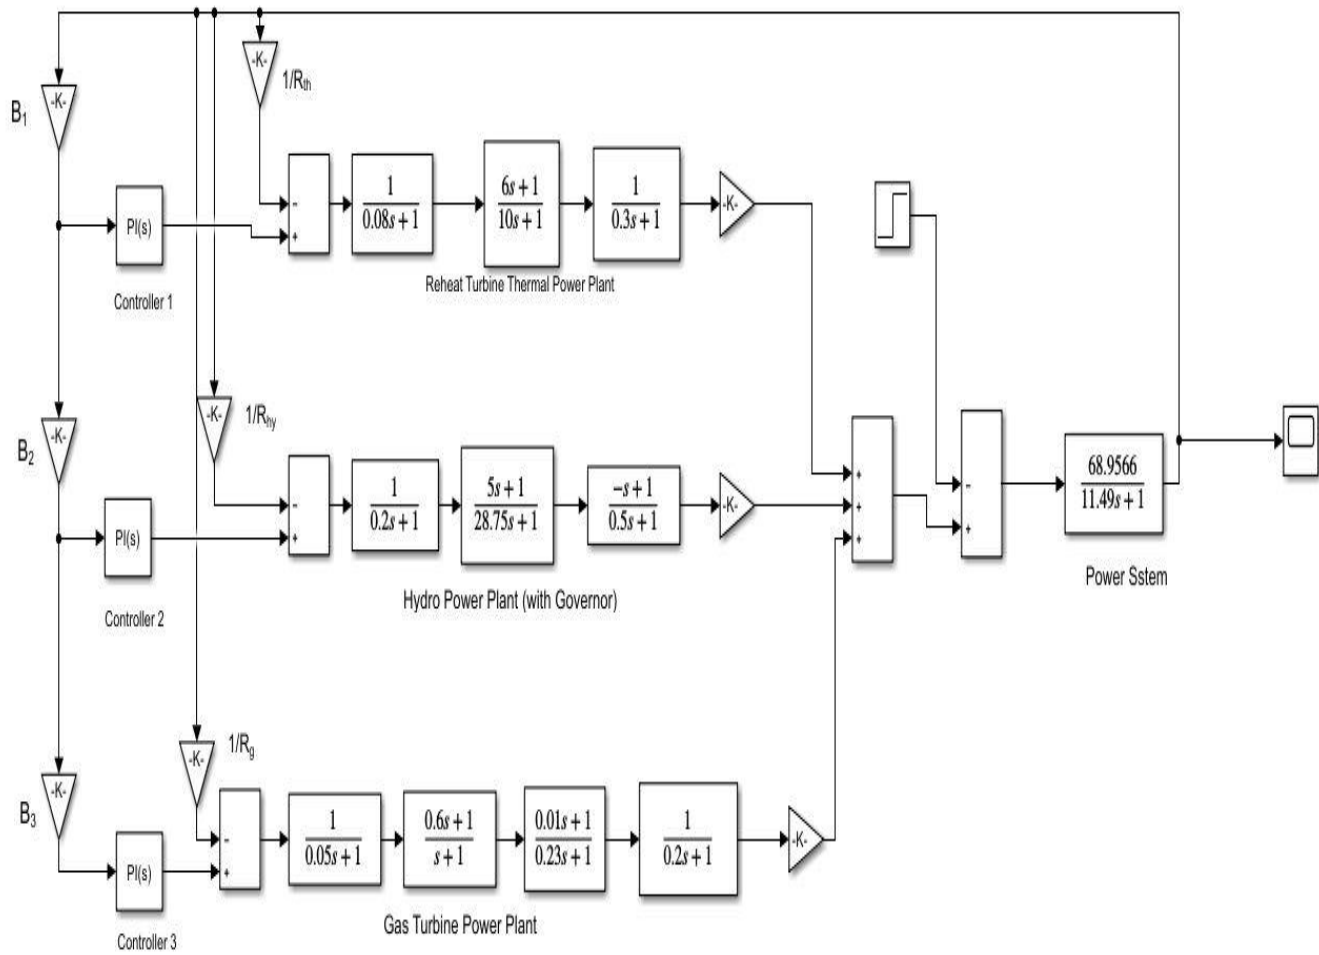 -K-
1/Rth
B1
-K-
PI(s)
Controller 1
-
+
1
0.08s + 1
6s + 1
10s + 1
1
0.3s + 1
-K-
Reheat Turbine Thermal Power Plant
B2
-K-
-K-
1/Rhy
PI(s)
Controller 2
-
+
1
0.2s + 1
5s + 1
28.75s + 1
-s + 1
0.5s + 1
-K-
Hydro Power Plant (with Governor)
+
+
+
-
+
68.9566
11.49s + 1
Power Sstem
B3
-K-
-K-
1/Rg
PI(s)
Controller 3
-
+
1
0.05s + 1
0.6s + 1
s + 1
0.01s + 1
0.23s + 1
1
0.2s + 1
-K-
Gas Turbine Power Plant